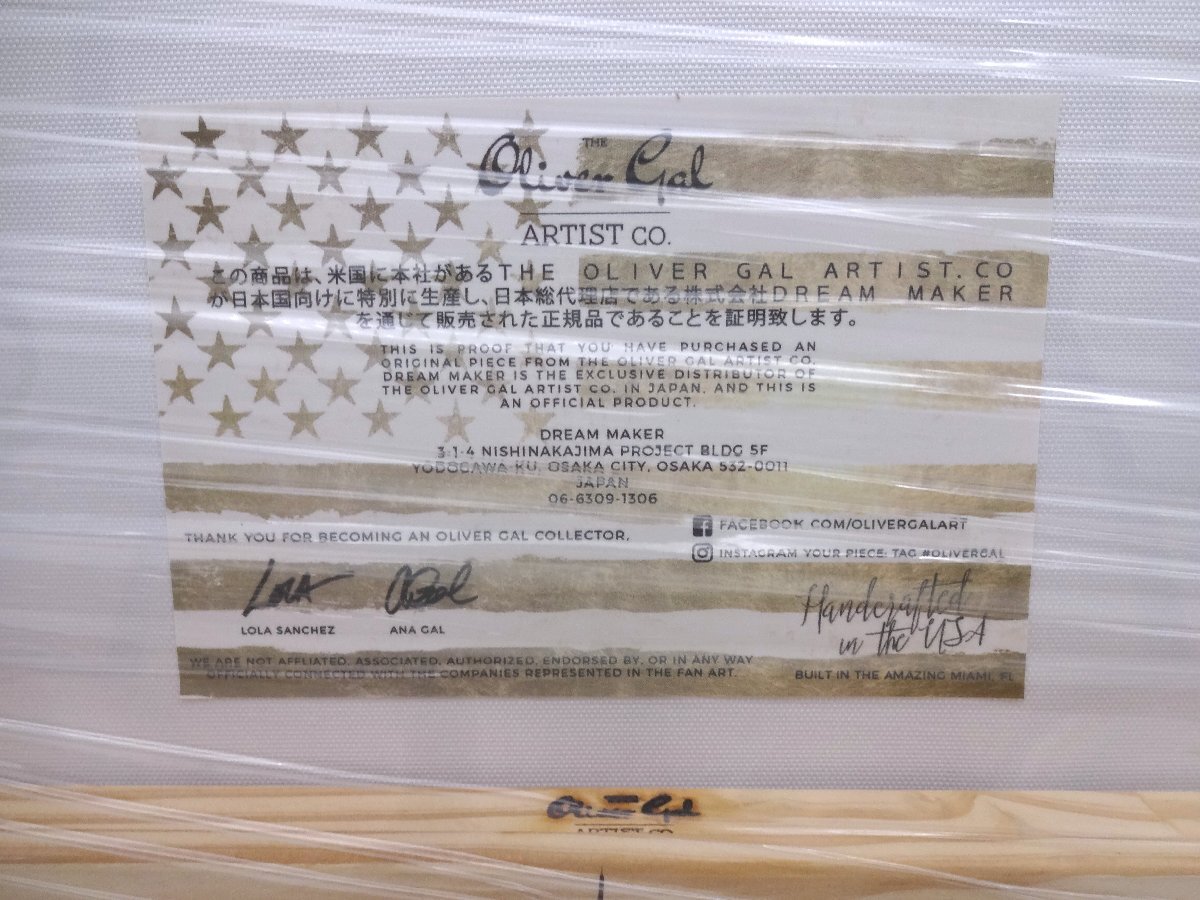 THE
Oliver Gal
ARTIST CO.
この商品は、米国に本社があるTHE OLIVER GAL ARTIST. CO
が日本国向けに特別に生産し、日本総代理店である株式会社DREAM MAKER
を通じて販売された正規品であることを証明致します。
THIS IS PROOF THAT YOU HAVE PURCHASED AN
ORIGINAL PIECE FROM THE OLIVER GAL ARTIST CO.
DREAM MAKER IS THE EXCLUSIVE DISTRIBUTOR OF
THE OLIVER GAL ARTIST CO. IN JAPAN. AND THIS IS
AN OFFICIAL PRODUCT.
DREAM MAKER
3-1-4 NISHINAKAJIMA PROJECT BLDG 5F
YODOGAWA-KU, OSAKA CITY, OSAKA 532-0011
JAPAN
06-6309-1306
THANK YOU FOR BECOMING AN OLIVER GAL COLLECTOR,
FACEBOOK.COM/OLIVERGALART
INSTAGRAM YOUR PIECE: TAG #OLIVERGAL
LOLA
LOLA SANCHEZ
ANA GAL
Handcrafted
in the USA
WE ARE NOT AFFLIATED, ASSOCIATED, AUTHORIZED, ENDORSED BY, OR IN ANY WAY
OFFICIALLY CONNECTED WITH THE COMPANIES REPRESENTED IN THE FAN ART.
BUILT IN THE AMAZING MIAMI, FL
Oliver Gal
ARTIST CO.